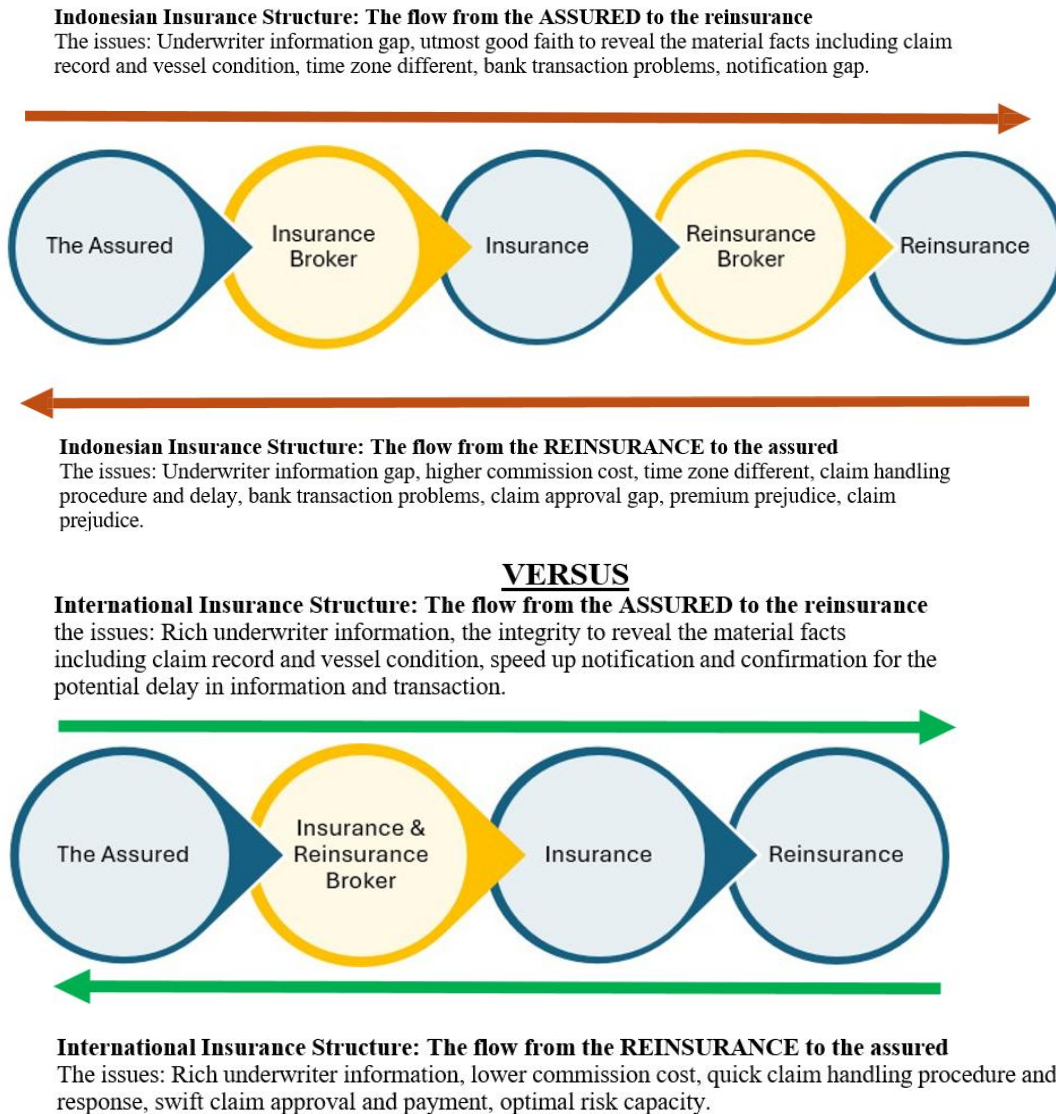 Indonesian Insurance Structure: The flow from the ASSURED to the reinsurance
The issues: Underwriter information gap, utmost good faith to reveal the material facts including claim
record and vessel condition, time zone different, bank transaction problems, notification gap.
The Assured
Insurance
Broker
Insurance
Reinsurance
Broker
Reinsurance
Indonesian Insurance Structure: The flow from the REINSURANCE to the assured
The issues: Underwriter information gap, higher commission cost, time zone different, claim handling
procedure and delay, bank transaction problems, claim approval gap, premium prejudice, claim
prejudice.
VERSUS
International Insurance Structure: The flow from the ASSURED to the reinsurance
the issues: Rich underwriter information, the integrity to reveal the material facts
including claim record and vessel condition, speed up notification and confirmation for the
potential delay in information and transaction.
The Assured
Insurance &
Reinsurance
Broker
Insurance
Reinsurance
International Insurance Structure: The flow from the REINSURANCE to the assured
The issues: Rich underwriter information, lower commission cost, quick claim handling procedure and
response, swift claim approval and payment, optimal risk capacity.